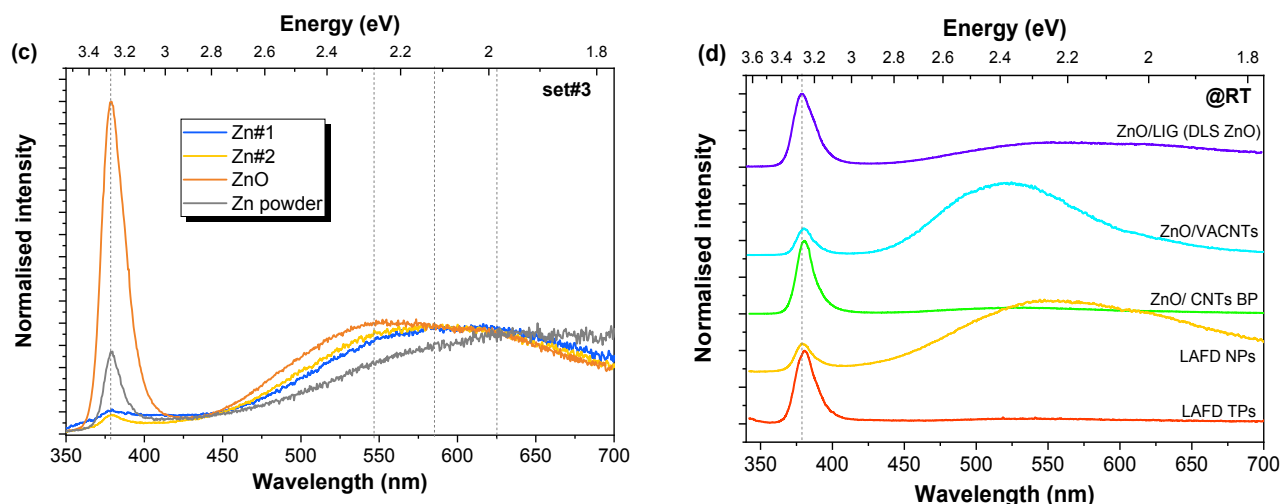 Energy (eV)
(c)
3.4 3.2 3 2.8 2.6 2.4 2.2 2 1.8
set#3
Zn#1
Zn#2
ZnO
Zn powder
Normalised intensity
350 400 450 500 550 600 650 700
Wavelength (nm)
Energy (eV)
(d)
3.6 3.4 3.2 3 2.8 2.6 2.4 2.2 2 1.8
@RT
ZnO/LIG (DLS ZnO)
ZnO/VACNTs
ZnO/ CNTs BP
LAFD NPs
LAFD TPs
Normalised intensity
350 400 450 500 550 600 650 700
Wavelength (nm)